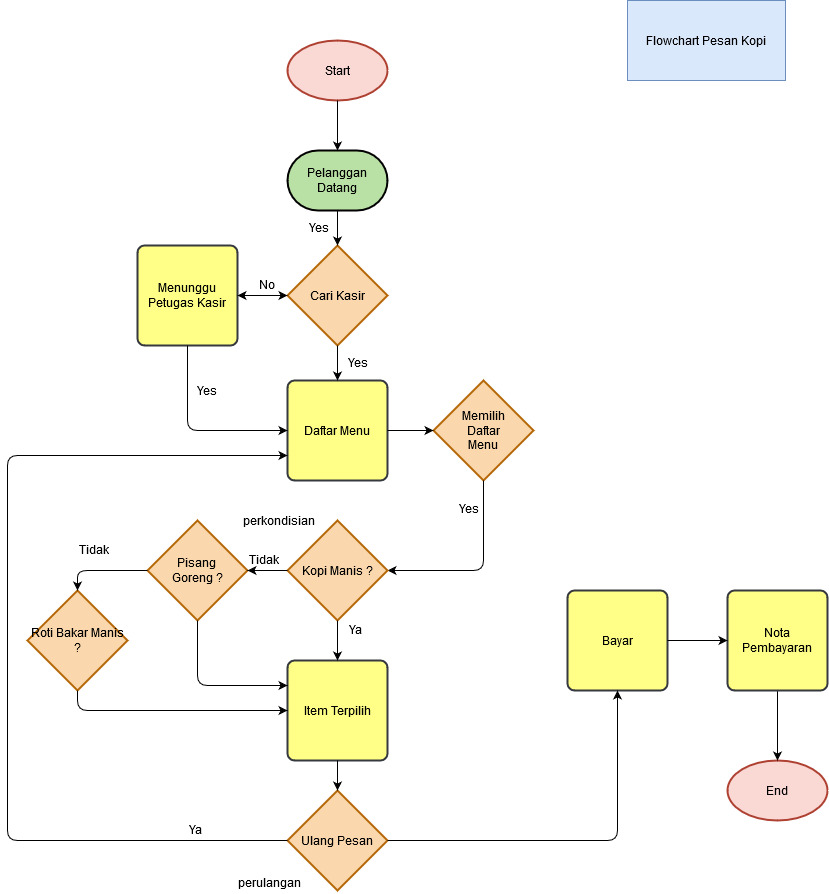 Flowchart Pesan Kopi
Start
Pelanggan
Datang
Yes
Menunggu
Petugas Kasir
No
Cari Kasir
Yes
Yes
Daftar Menu
Memilih
Daftar
Menu
Yes
perkondisian
Tidak
Pisang
Goreng ?
Tidak
Kopi Manis ?
Roti Bakar Manis
?
Ya
Item Terpilih
Bayar
Nota
Pembayaran
End
Ya
Ulang Pesan
perulangan